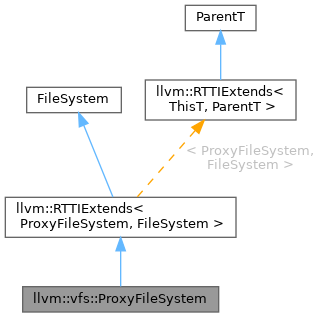 ParentT
FileSystem
llvm::RTTIExtends<
ThisT, ParentT >
< ProxyFileSystem,
FileSystem >
llvm::RTTIExtends<
ProxyFileSystem, FileSystem >
llvm::vfs::ProxyFileSystem